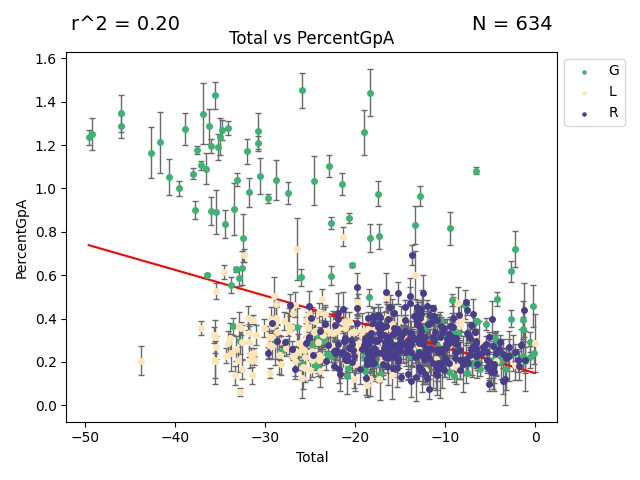 r^2 = 0.20
N = 634
Total vs PercentGpA
G
L
R
PercentGpA
1.6
1.4
1.2
1.0
0.8
0.6
0.4
0.2
0.0
−50
−40
−30
−20
−10
0
Total